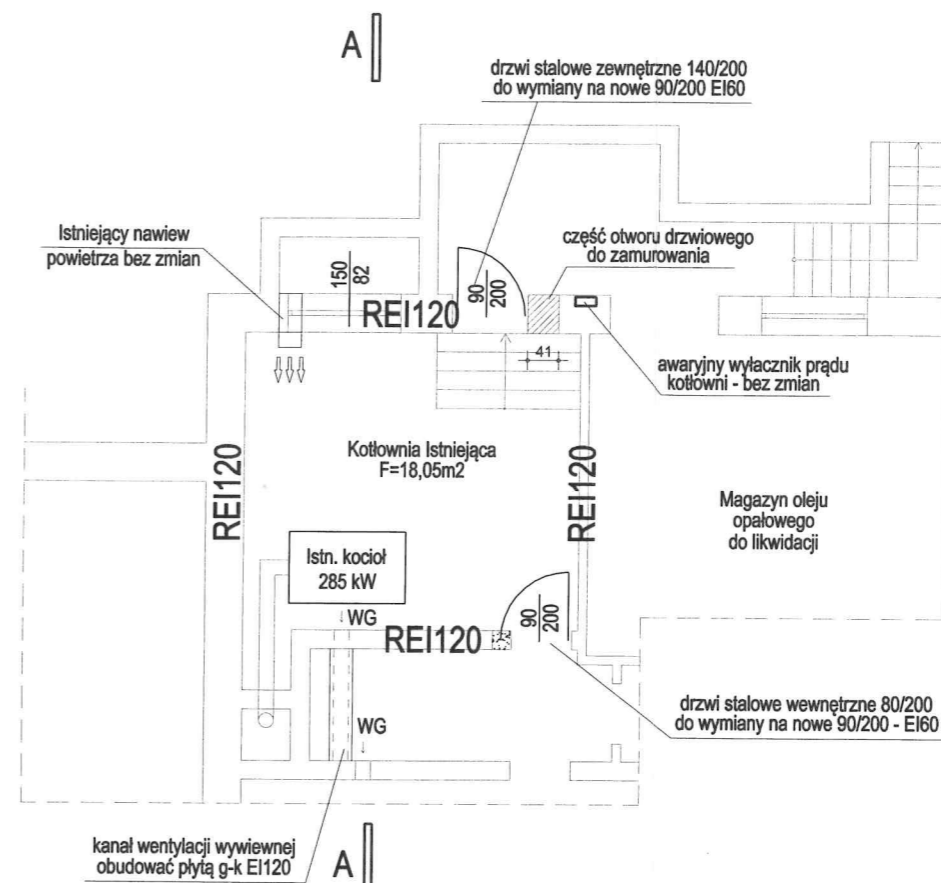 A
drzwi stalowe zewnętrzne 140/200
do wymiany na nowe 90/200 EI60
Istniejący nawiew
powietrza bez zmian
część otworu drzwiowego
do zamurowania
150
82
90
200
REI120
41
awaryjny wyłacznik prądu
kotłowni - bez zmian
Kotłownia Istniejąca
F=18,05m2
REI120
REI120
Magazyn oleju
opałowego
do likwidacji
Istn. kocioł
285 kW
WG
REI120
90
200
drzwi stalowe wewnętrzne 80/200
do wymiany na nowe 90/200 - EI60
WG
kanał wentylacji wywiewnej
obudować płytą g-k EI120
A